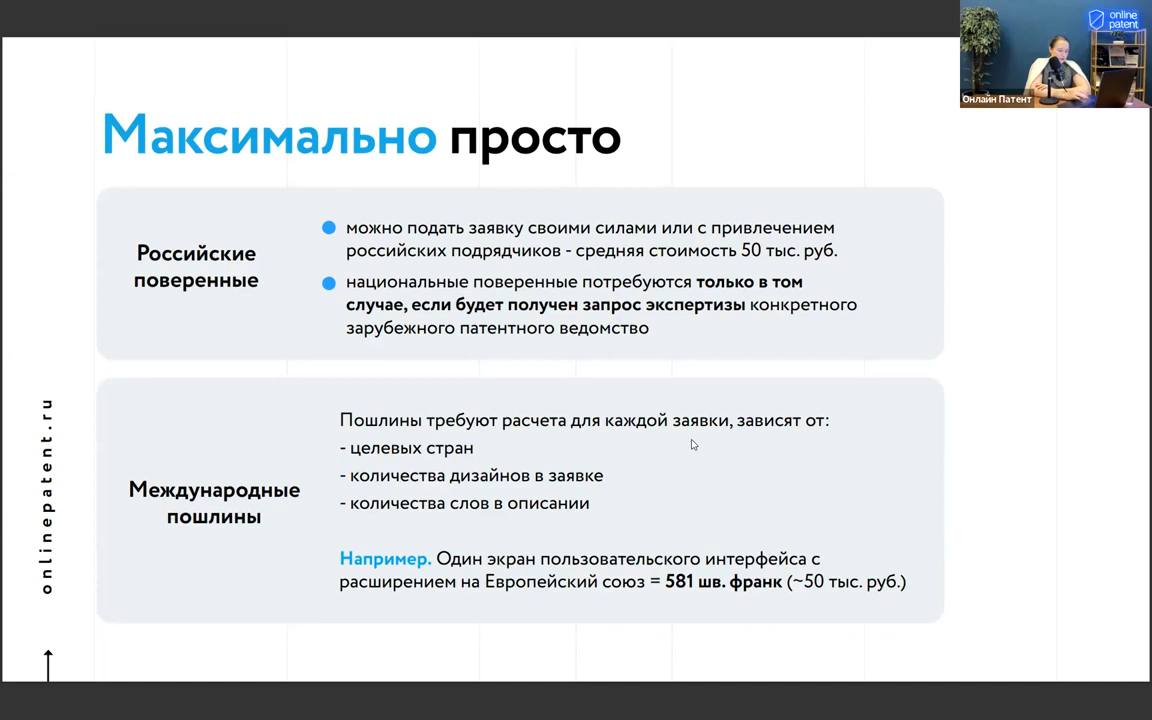 online
patent
Онлайн Патент
Максимально просто
Российские
поверенные
можно подать заявку своими силами или с привлечением
российских подрядчиков - средняя стоимость 50 тыс. руб.
национальные поверенные потребуются только в том
случае, если будет получен запрос экспертизы конкретного
зарубежного патентного ведомство
Международные
пошлины
Пошлины требуют расчета для каждой заявки, зависят от:
- целевых стран
- количества дизайнов в заявке
- количества слов в описании
Например. Один экран пользовательского интерфейса с
расширением на Европейский союз = 581 шв. франк (~50 тыс. руб.)
onlinepatent.ru